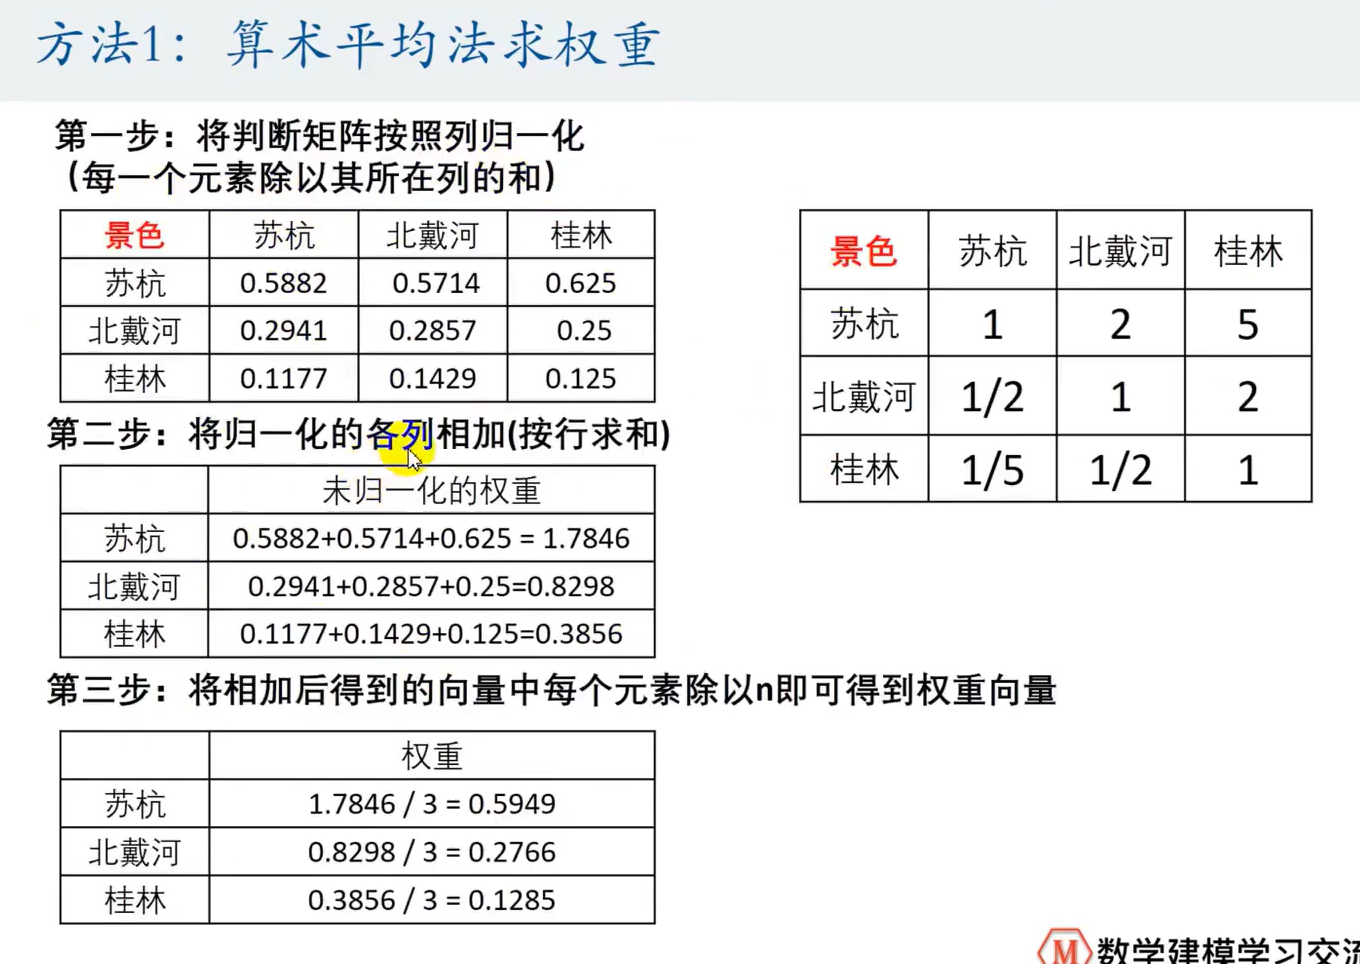 方法1：算术平均法求权重
第一步：将判断矩阵按照列归一化
（每一个元素除以其所在列的和）
景色 苏杭 北戴河 桂林
苏杭 0.5882 0.5714 0.625
北戴河 0.2941 0.2857 0.25
桂林 0.1177 0.1429 0.125
景色 苏杭 北戴河 桂林
苏杭 1 2 5
北戴河 1/2 1 2
桂林 1/5 1/2 1
第二步：将归一化的各列相加(按行求和)
未归一化的权重
苏杭 0.5882+0.5714+0.625 = 1.7846
北戴河 0.2941+0.2857+0.25=0.8298
桂林 0.1177+0.1429+0.125=0.3856
第三步：将相加后得到的向量中每个元素除以n即可得到权重向量
权重
苏杭 1.7846 / 3 = 0.5949
北戴河 0.8298 / 3 = 0.2766
桂林 0.3856 / 3 = 0.1285
M 数学建模学习交流